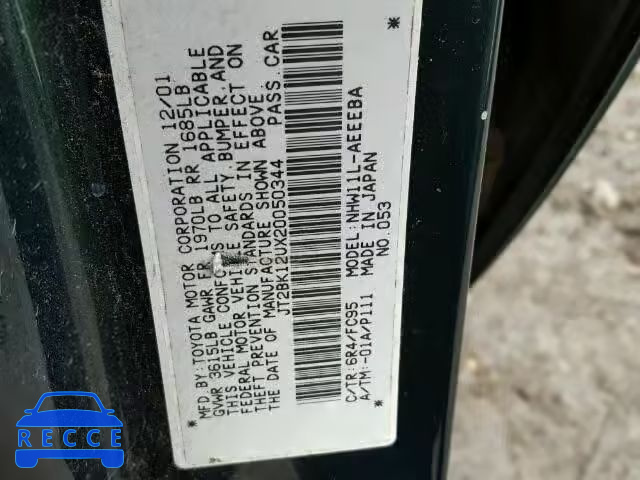 MFD.BY:TOYOTA MOTOR CORPORATION 12/01
GVWR 3615LB GAWR FR 1970LB RR 1685LB
THIS VEHICLE CONFO S TO ALL APPLICABLE
FEDERAL MOTOR VEHICLE SAFETY, BUMPER, AND
THEFT PREVENTION STANDARDS IN EFFECT ON
THE DATE OF MANUFACTURE SHOWN ABOVE.
JT2BK12UX20050344 PASS.CAR
* *
C/TR:6R4/FC95 MODEL:NHW11L-AEEEBA
A/TM:-01A/P111 MADE IN JAPAN
* NO.053
RECCE